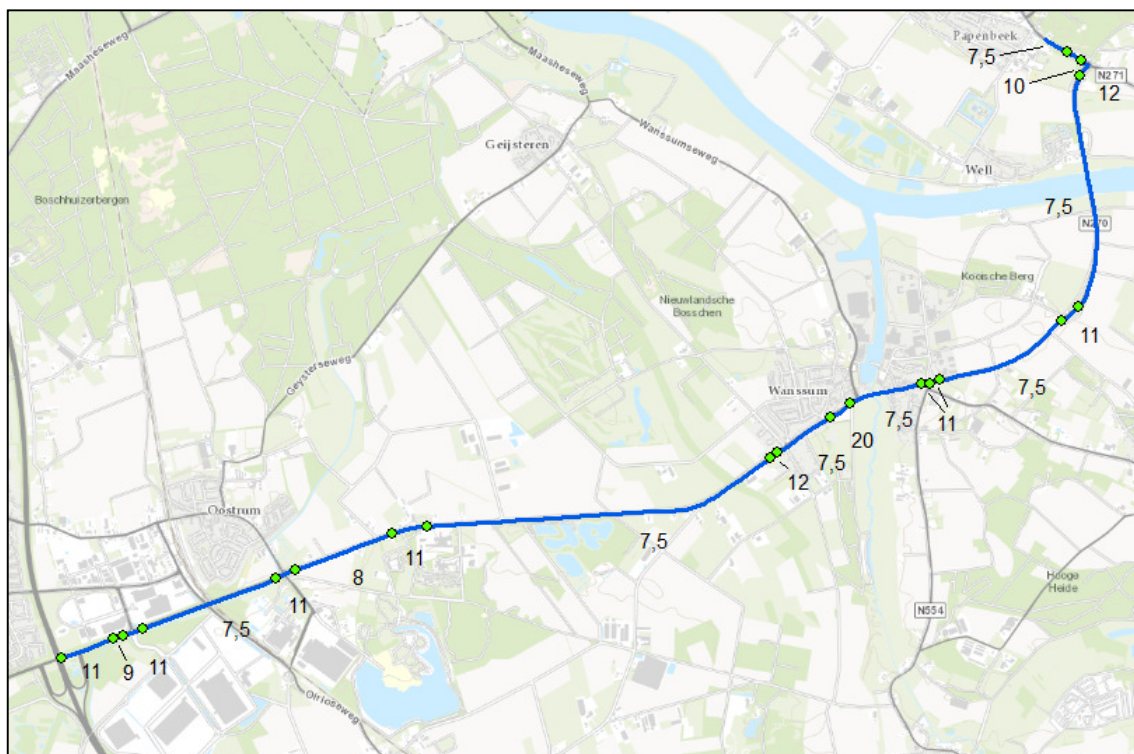 Maasheseweg
Maasheseweg
Papenbeek
7,5
10
N271
12
Wanssumseweg
Geijsteren
Well
Boschhuizerbergen
7,5
N270
Kooische Berg
Nieuwlandsche
Bosschen
11
Geysterseweg
Wanssum
7,5
7,5
11
20
7,5
12
Oostrum
7,5
8
11
11
Hooge
Heide
N554
7,5
11
9
11
Oirloseweg